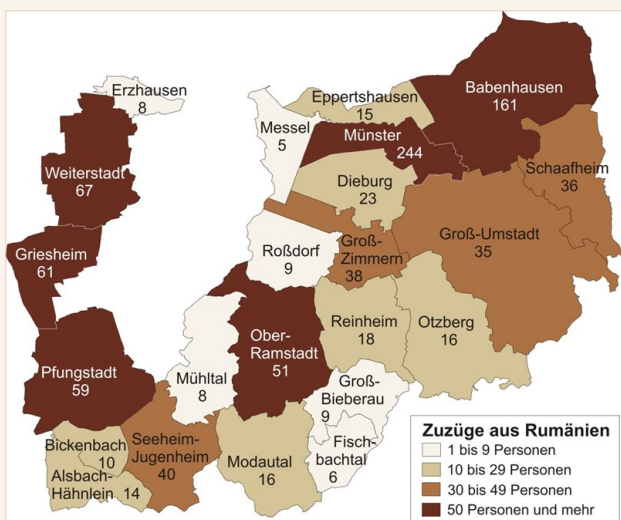 Erzhausen
8
Eppertshausen
15
Babenhausen
161
Messel
5
Münster
244
Weiterstadt
67
Dieburg
23
Schaafheim
36
Griesheim
61
Roßdorf
9
Groß-
Zimmern
38
Groß-Umstadt
35
Pfungstadt
59
Mühltal
8
Ober-
Ramstadt
51
Reinheim
18
Otzberg
16
Groß-
Bieberau
9
Bickenbach
10
Alsbach-
Hähnlein
14
Seeheim-
Jugenheim
40
Modautal
16
Fisch-
bachtal
6
Zuzüge aus Rumänien
1 bis 9 Personen
10 bis 29 Personen
30 bis 49 Personen
50 Personen und mehr